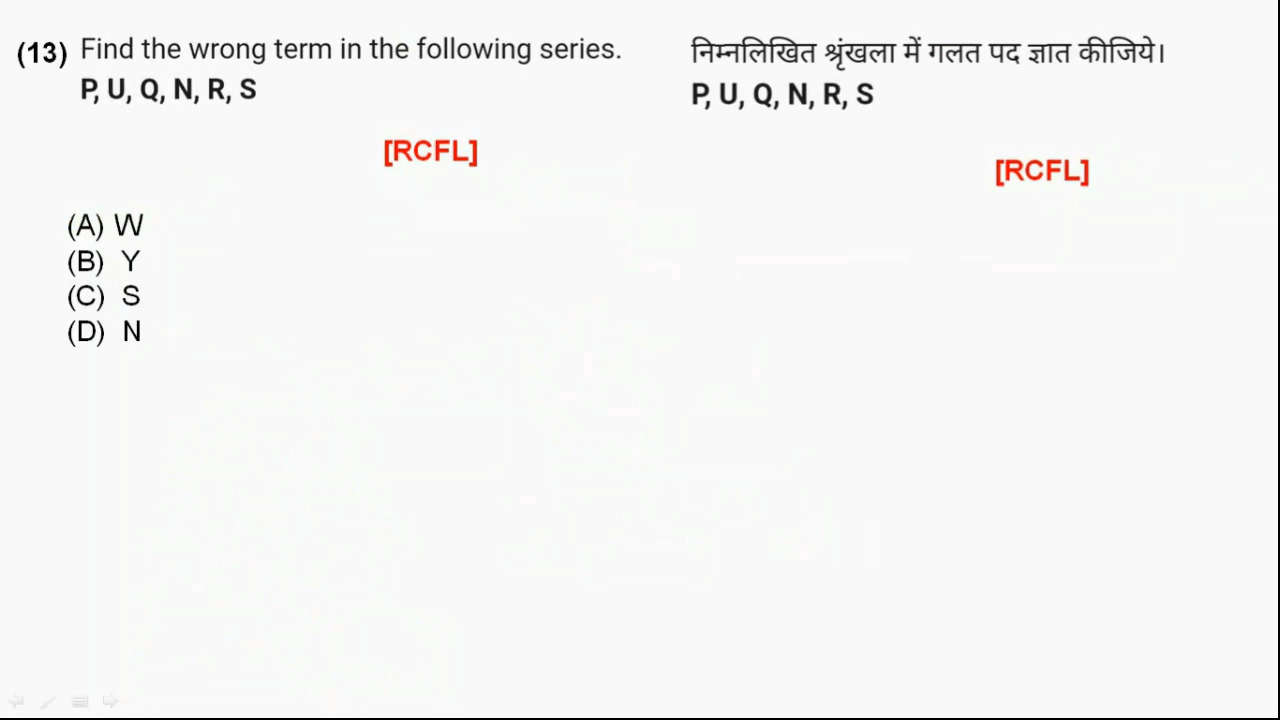 (13) Find the wrong term in the following series.
P, U, Q, N, R, S
[RCFL]
(A) W
(B) Y
(C) S
(D) N
निम्नलिखित श्रृंखला में गलत पद ज्ञात कीजिये।
P, U, Q, N, R, S
[RCFL]